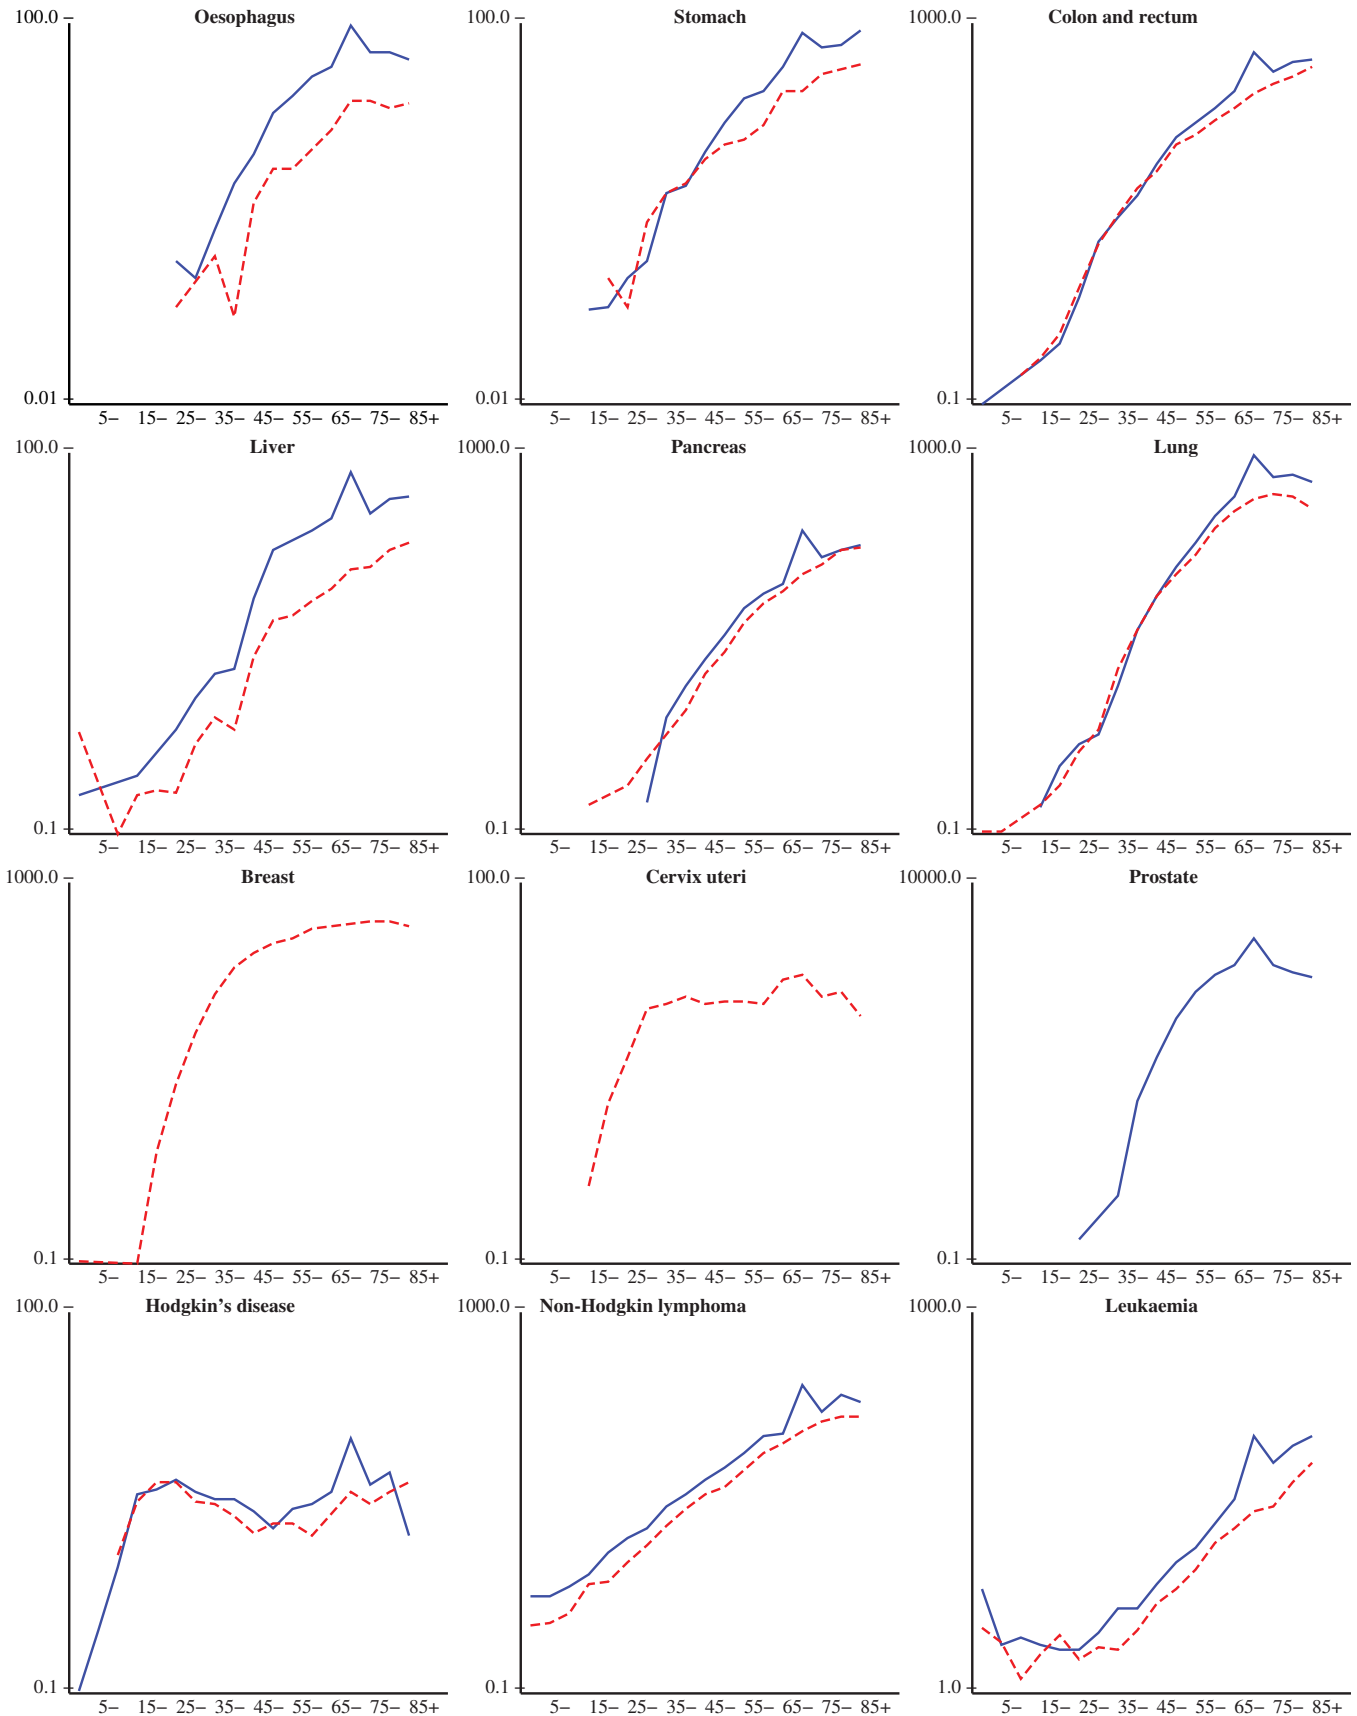 Oesophagus
100.0
0.01
5– 15– 25– 35– 45– 55– 65– 75– 85+
Stomach
100.0
0.01
5– 15– 25– 35– 45– 55– 65– 75– 85+
Colon and rectum
1000.0
0.1
5– 15– 25– 35– 45– 55– 65– 75– 85+
Liver
100.0
0.1
5– 15– 25– 35– 45– 55– 65– 75– 85+
Pancreas
1000.0
0.1
5– 15– 25– 35– 45– 55– 65– 75– 85+
Lung
1000.0
0.1
5– 15– 25– 35– 45– 55– 65– 75– 85+
Breast
1000.0
0.1
5– 15– 25– 35– 45– 55– 65– 75– 85+
Cervix uteri
100.0
0.1
5– 15– 25– 35– 45– 55– 65– 75– 85+
Prostate
10000.0
0.1
5– 15– 25– 35– 45– 55– 65– 75– 85+
Hodgkin’s disease
100.0
0.1
5– 15– 25– 35– 45– 55– 65– 75– 85+
Non-Hodgkin lymphoma
1000.0
0.1
5– 15– 25– 35– 45– 55– 65– 75– 85+
Leukaemia
1000.0
1.0
5– 15– 25– 35– 45– 55– 65– 75– 85+